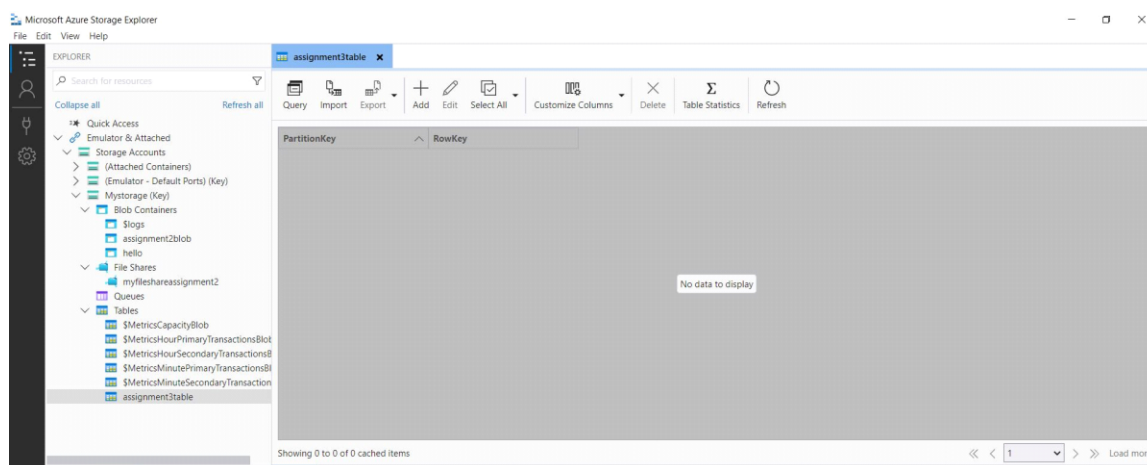 Microsoft Azure Storage Explorer
File Edit View Help
EXPLORER
Search for resources
Collapse all Refresh all
Quick Access
Emulator & Attached
Storage Accounts
(Attached Containers)
(Emulator - Default Ports) (Key)
Mystorage (Key)
Blob Containers
$logs
assignment2blob
hello
File Shares
myfileshareassignment2
Queues
Tables
$MetricsCapacityBlob
$MetricsHourPrimaryTransactionsBlob
$MetricsHourSecondaryTransactionsB
$MetricsMinutePrimaryTransactionsBl
$MetricsMinuteSecondaryTransaction
assignment3table
assignment3table
Query Import Export Add Edit Select All Customize Columns Delete Table Statistics Refresh
PartitionKey RowKey
No data to display
Showing 0 to 0 of 0 cached items
1 Load mor